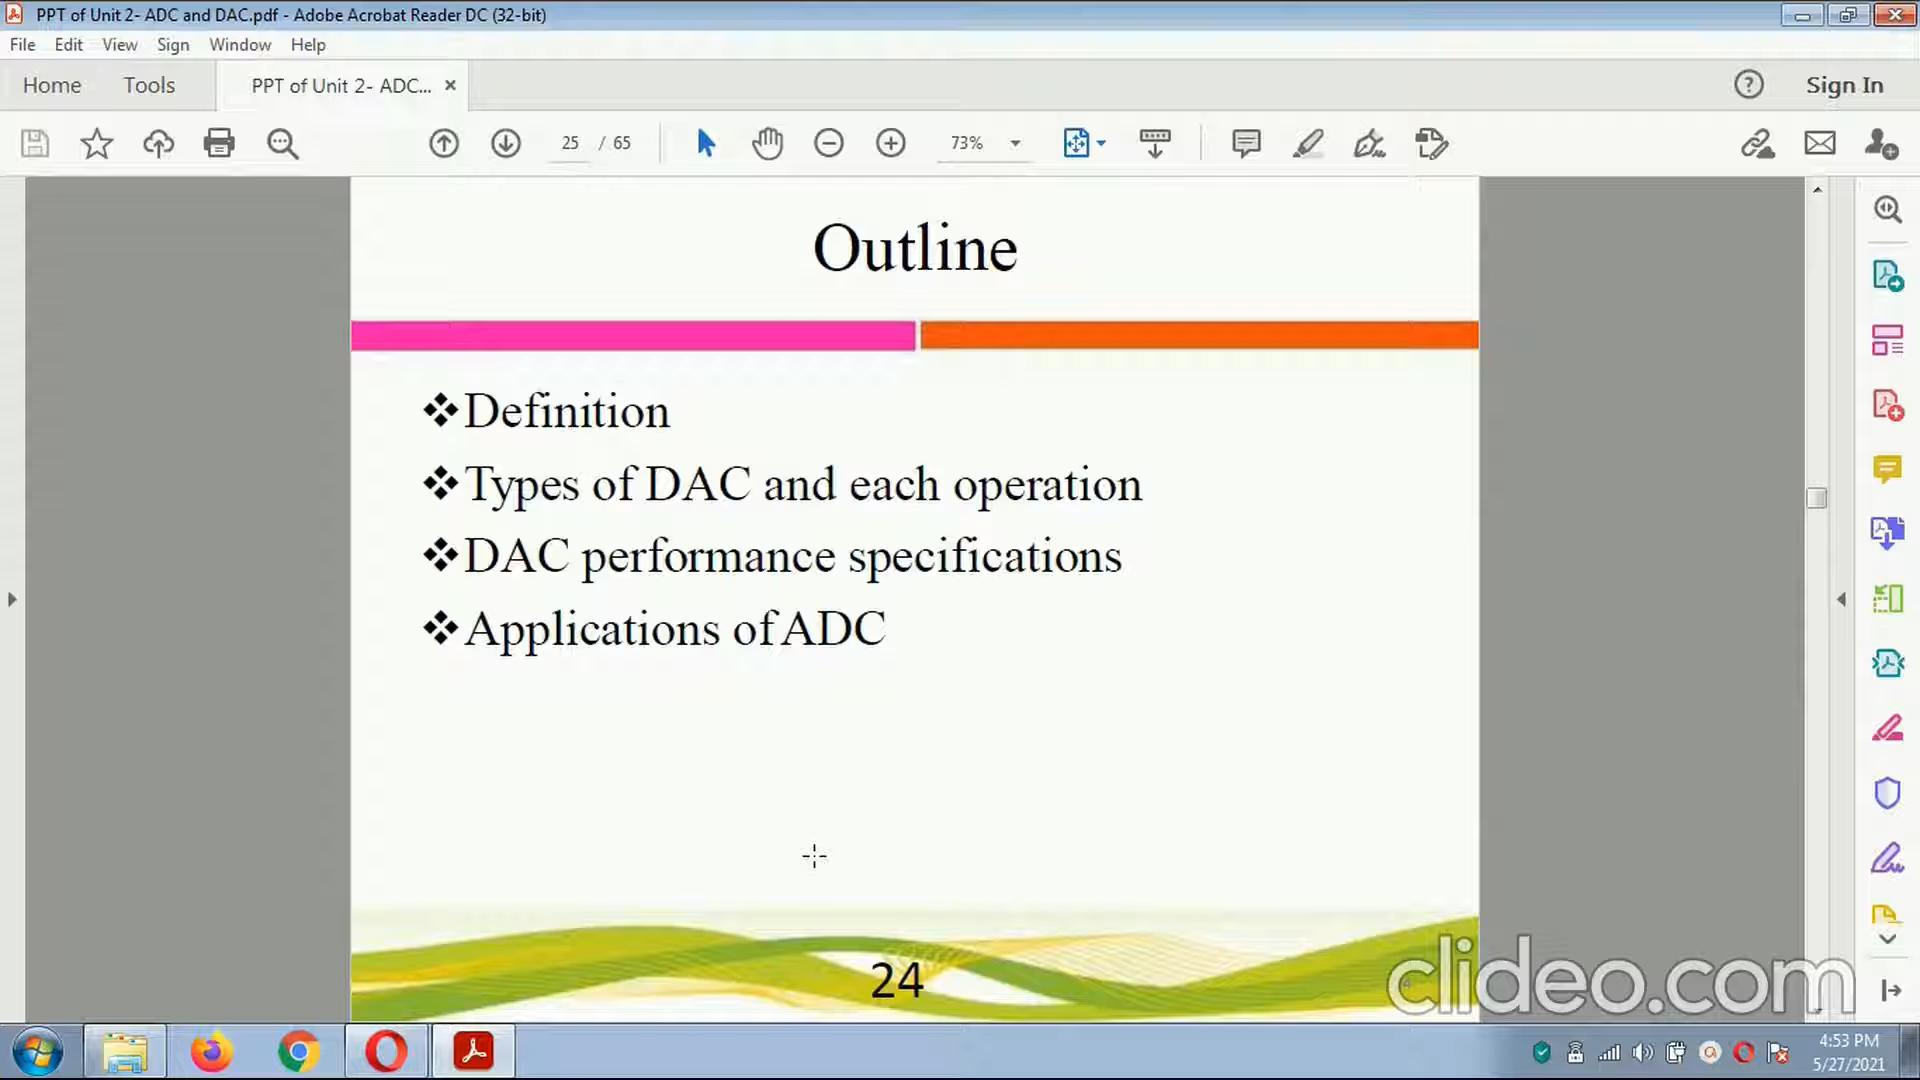 PPT of Unit 2- ADC and DAC.pdf - Adobe Acrobat Reader DC (32-bit)
File Edit View Sign Window Help
Home Tools PPT of Unit 2- ADC... × Sign In
25 / 65 73%
Outline
❖Definition
❖Types of DAC and each operation
❖DAC performance specifications
❖Applications of ADC
24
clideo.com
4:53 PM
5/27/2021